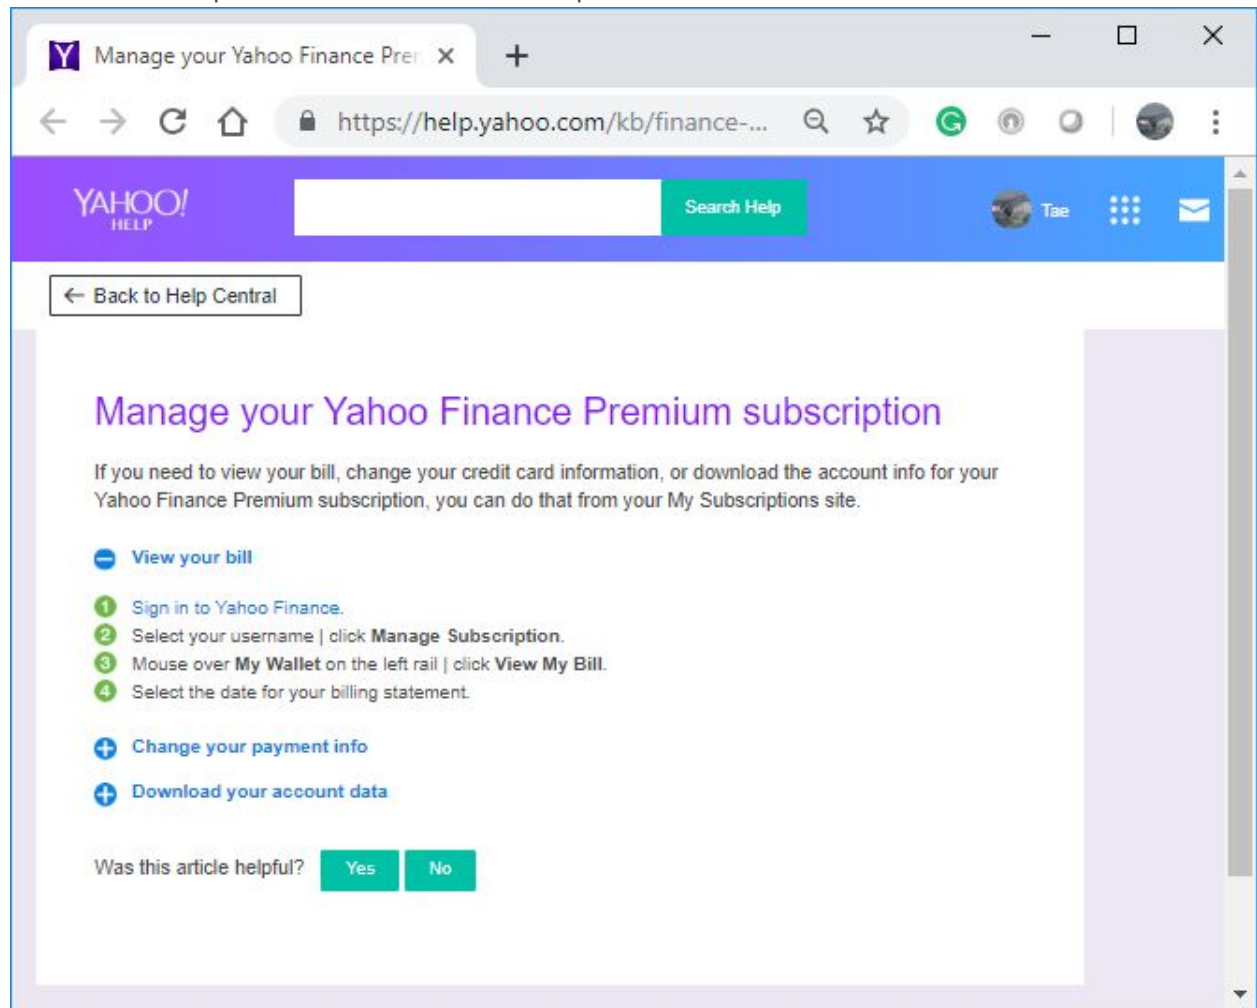 Manage your Yahoo Finance Prer
https://help.yahoo.com/kb/finance-...
YAHOO!
HELP
Search Help
Tae
← Back to Help Central
Manage your Yahoo Finance Premium subscription
If you need to view your bill, change your credit card information, or download the account info for your
Yahoo Finance Premium subscription, you can do that from your My Subscriptions site.
View your bill
1 Sign in to Yahoo Finance.
2 Select your username | click Manage Subscription.
3 Mouse over My Wallet on the left rail | click View My Bill.
4 Select the date for your billing statement.
Change your payment info
Download your account data
Was this article helpful? Yes No